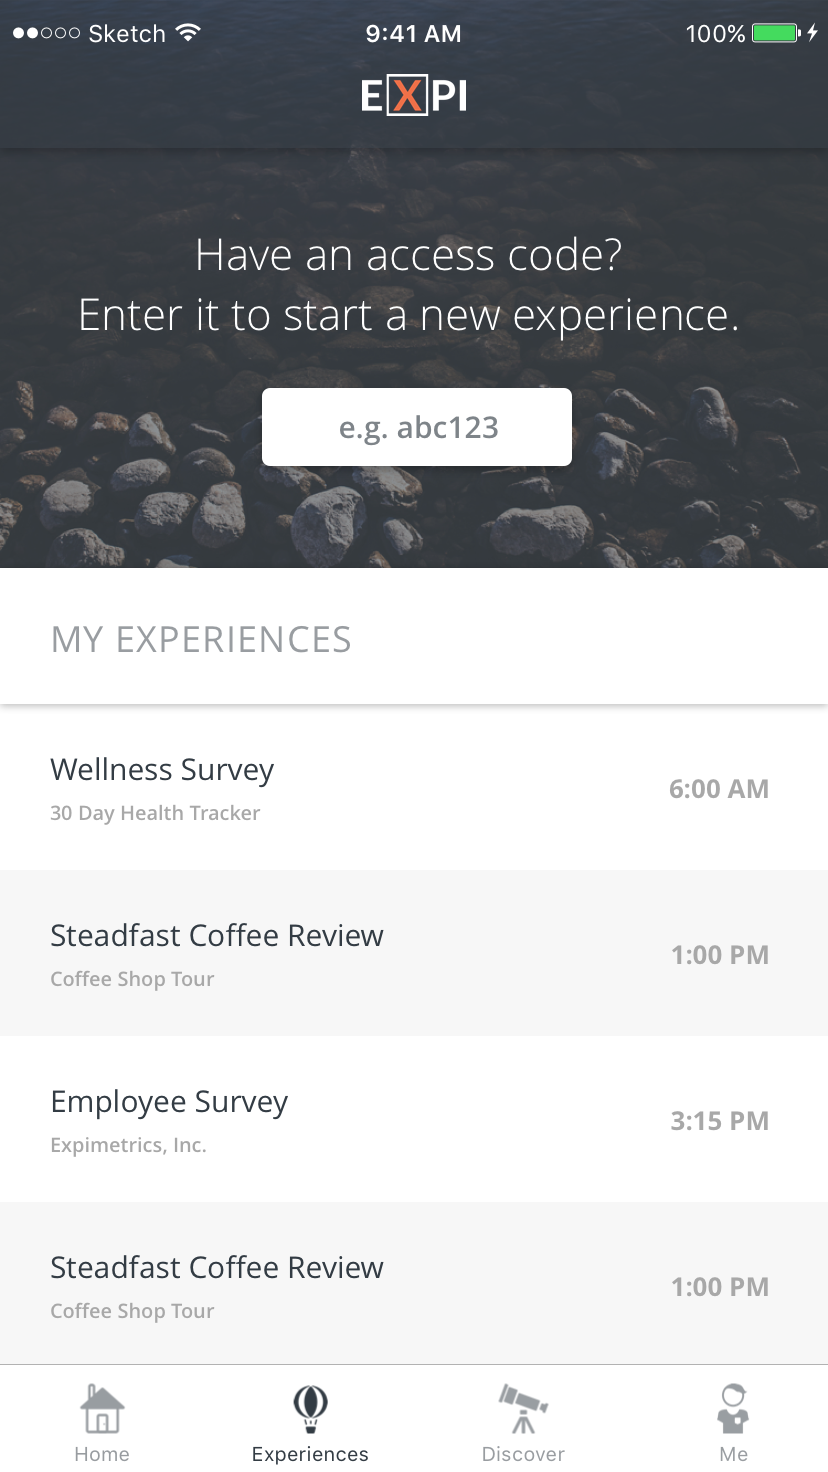 Sketch 9:41 AM 100%
EXPI
Have an access code?
Enter it to start a new experience.
e.g. abc123
MY EXPERIENCES
Wellness Survey
30 Day Health Tracker
6:00 AM
Steadfast Coffee Review
Coffee Shop Tour
1:00 PM
Employee Survey
Expimetrics, Inc.
3:15 PM
Steadfast Coffee Review
Coffee Shop Tour
1:00 PM
Home Experiences Discover Me